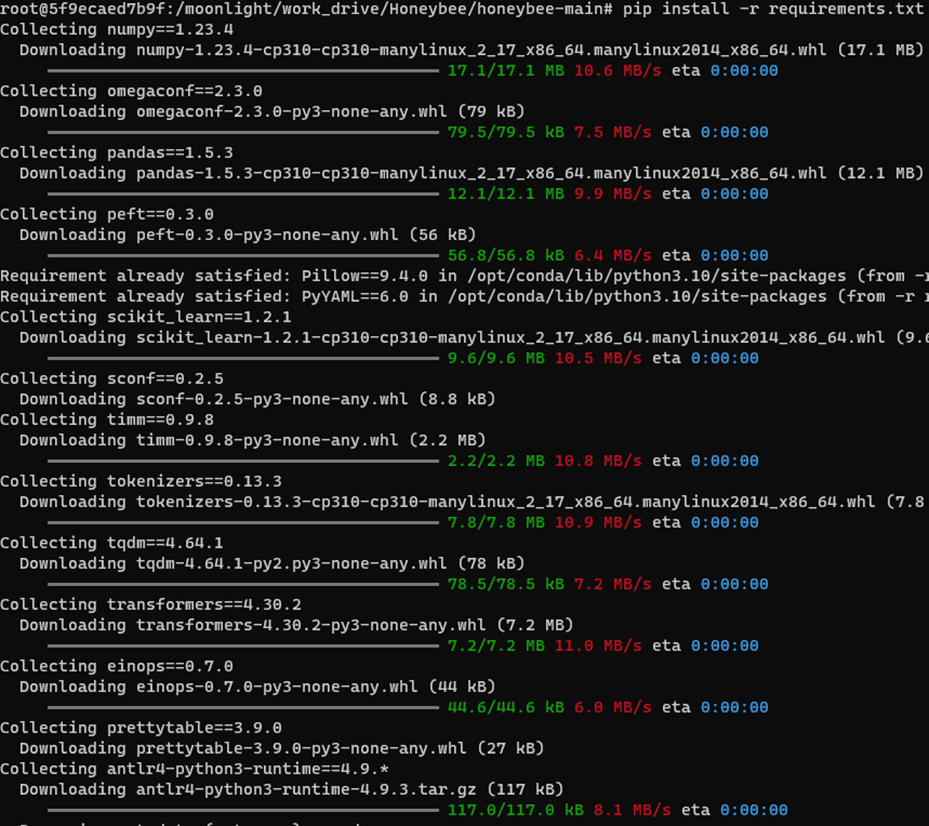 root@5f9ecaed7b9f:/moonlight/work_drive/Honeybee/honeybee-main# pip install -r requirements.txt
Collecting numpy==1.23.4
Downloading numpy-1.23.4-cp310-cp310-manylinux_2_17_x86_64.manylinux2014_x86_64.whl (17.1 MB)
17.1/17.1 MB 10.6 MB/s eta 0:00:00
Collecting omegaconf==2.3.0
Downloading omegaconf-2.3.0-py3-none-any.whl (79 kB)
79.5/79.5 kB 7.5 MB/s eta 0:00:00
Collecting pandas==1.5.3
Downloading pandas-1.5.3-cp310-cp310-manylinux_2_17_x86_64.manylinux2014_x86_64.whl (12.1 MB)
12.1/12.1 MB 9.9 MB/s eta 0:00:00
Collecting peft==0.3.0
Downloading peft-0.3.0-py3-none-any.whl (56 kB)
56.8/56.8 kB 6.4 MB/s eta 0:00:00
Requirement already satisfied: Pillow==9.4.0 in /opt/conda/lib/python3.10/site-packages (from -r
Requirement already satisfied: PyYAML==6.0 in /opt/conda/lib/python3.10/site-packages (from -r r
Collecting scikit_learn==1.2.1
Downloading scikit_learn-1.2.1-cp310-cp310-manylinux_2_17_x86_64.manylinux2014_x86_64.whl (9.6
9.6/9.6 MB 10.5 MB/s eta 0:00:00
Collecting sconf==0.2.5
Downloading sconf-0.2.5-py3-none-any.whl (8.8 kB)
Collecting timm==0.9.8
Downloading timm-0.9.8-py3-none-any.whl (2.2 MB)
2.2/2.2 MB 10.8 MB/s eta 0:00:00
Collecting tokenizers==0.13.3
Downloading tokenizers-0.13.3-cp310-cp310-manylinux_2_17_x86_64.manylinux2014_x86_64.whl (7.8
7.8/7.8 MB 10.9 MB/s eta 0:00:00
Collecting tqdm==4.64.1
Downloading tqdm-4.64.1-py2.py3-none-any.whl (78 kB)
78.5/78.5 kB 7.2 MB/s eta 0:00:00
Collecting transformers==4.30.2
Downloading transformers-4.30.2-py3-none-any.whl (7.2 MB)
7.2/7.2 MB 11.0 MB/s eta 0:00:00
Collecting einops==0.7.0
Downloading einops-0.7.0-py3-none-any.whl (44 kB)
44.6/44.6 kB 6.0 MB/s eta 0:00:00
Collecting prettytable==3.9.0
Downloading prettytable-3.9.0-py3-none-any.whl (27 kB)
Collecting antlr4-python3-runtime==4.9.*
Downloading antlr4-python3-runtime-4.9.3.tar.gz (117 kB)
117.0/117.0 kB 8.1 MB/s eta 0:00:00